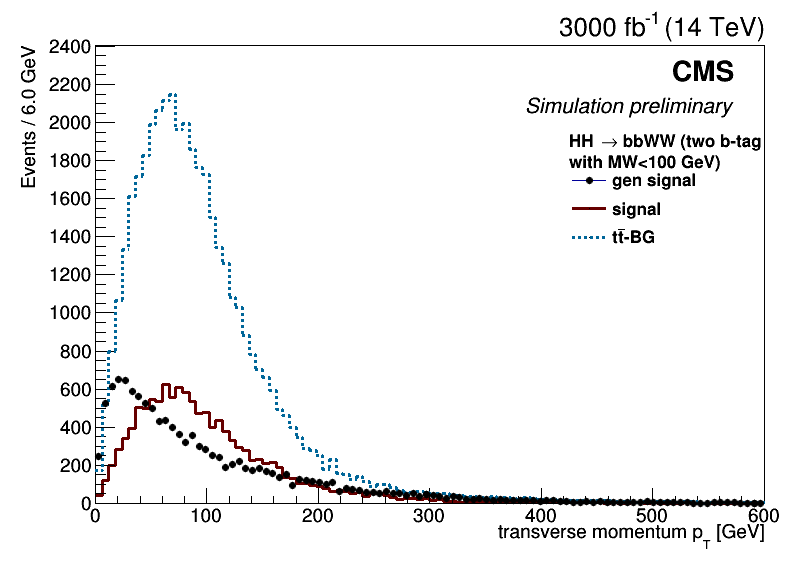 3000 fb⁻¹ (14 TeV)
CMS
Simulation preliminary
HH → bbWW (two b-tag
with MW<100 GeV)
gen signal
signal
tt̄-BG
Events / 6.0 GeV
2400
2200
2000
1800
1600
1400
1200
1000
800
600
400
200
0
0 100 200 300 400 500 600
transverse momentum p_T [GeV]